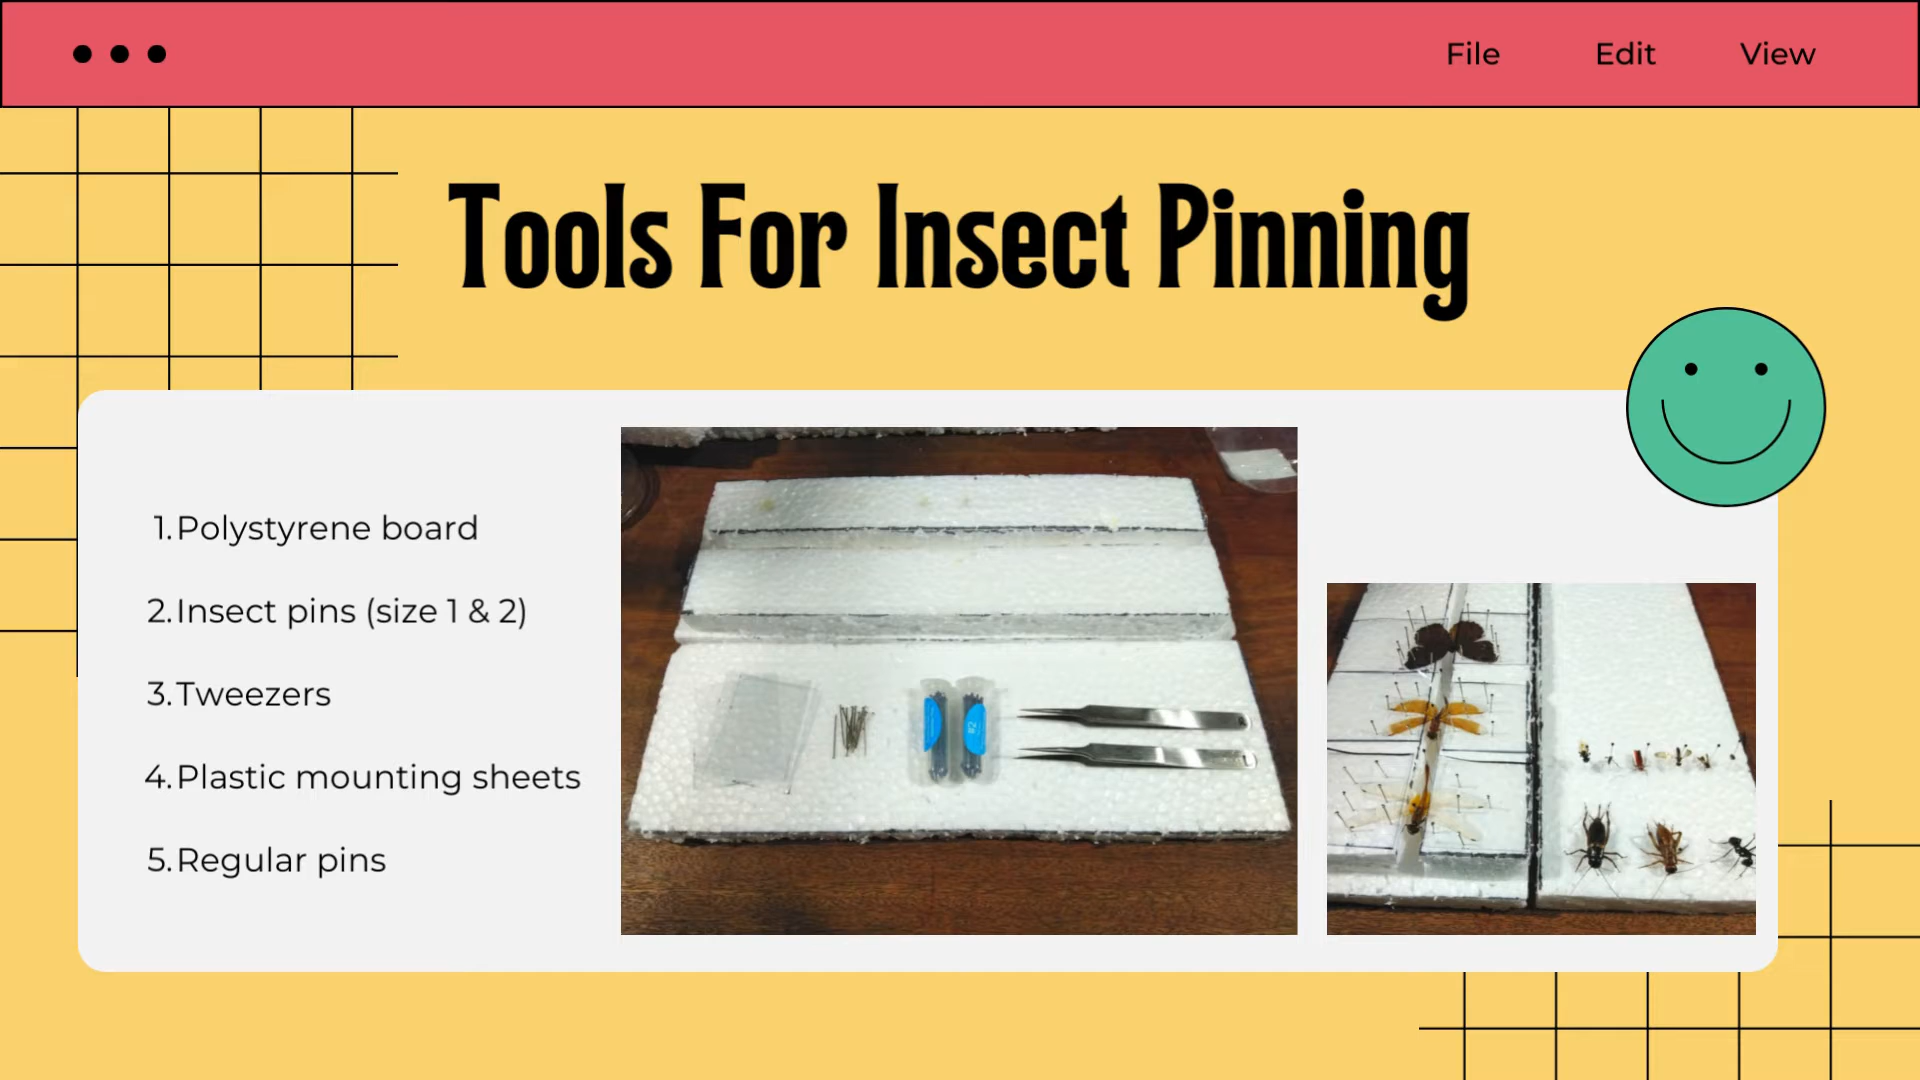 File Edit View
Tools For Insect Pinning
1. Polystyrene board
2. Insect pins (size 1 & 2)
3. Tweezers
4. Plastic mounting sheets
5. Regular pins
#2